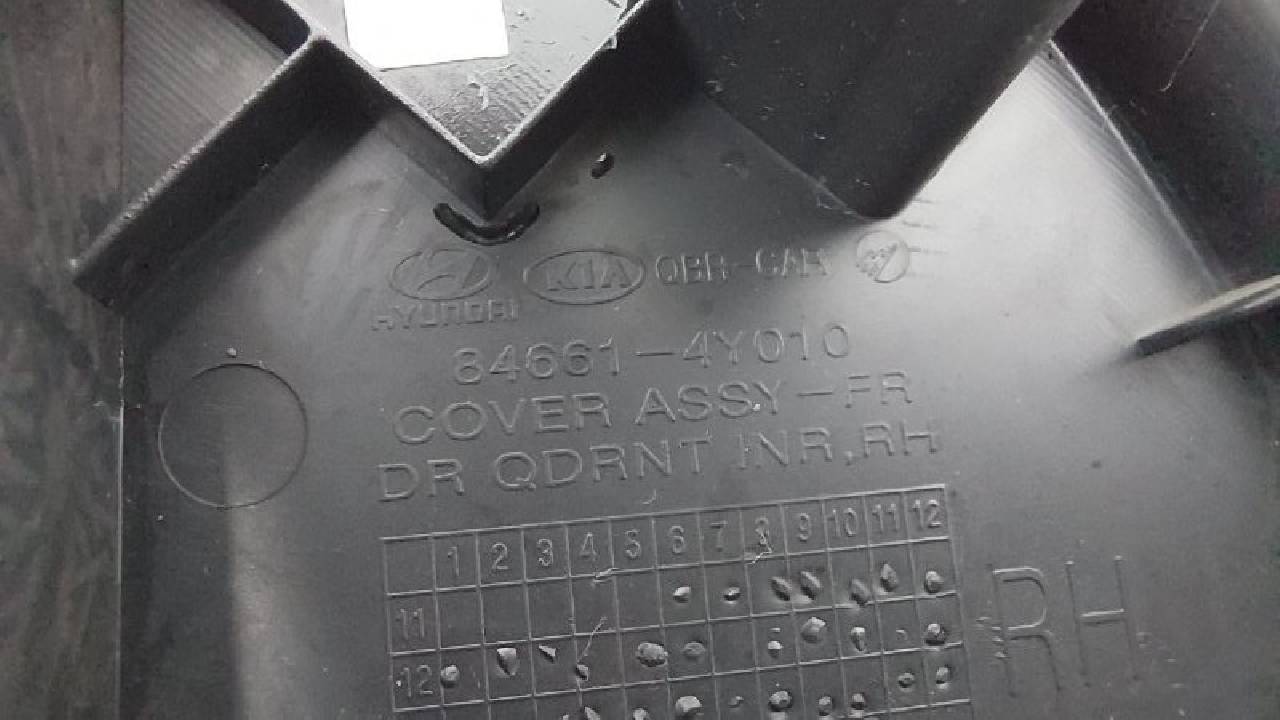 HYUNDAI KIA QBR-CAR
84661-4Y010
COVER ASSY-FR
DR QDRNT INR,RH
1 2 3 4 5 6 7 8 9 10 11 12
11
12
RH